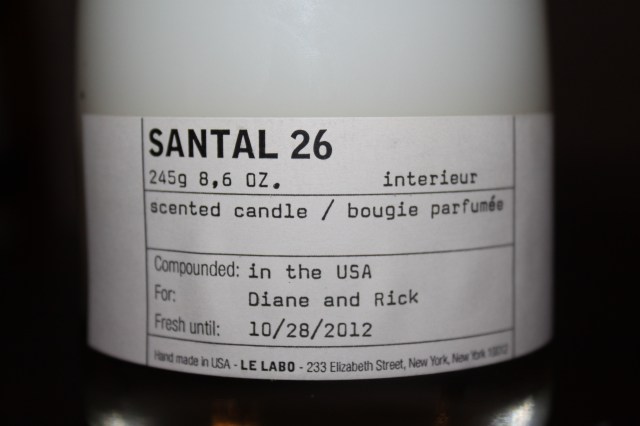 SANTAL 26
245g 8,6 OZ. interieur
scented candle / bougie parfumée
Compounded: in the USA
For: Diane and Rick
Fresh until: 10/28/2012
Hand made in USA - LE LABO - 233 Elizabeth Street, New York, New York 10012